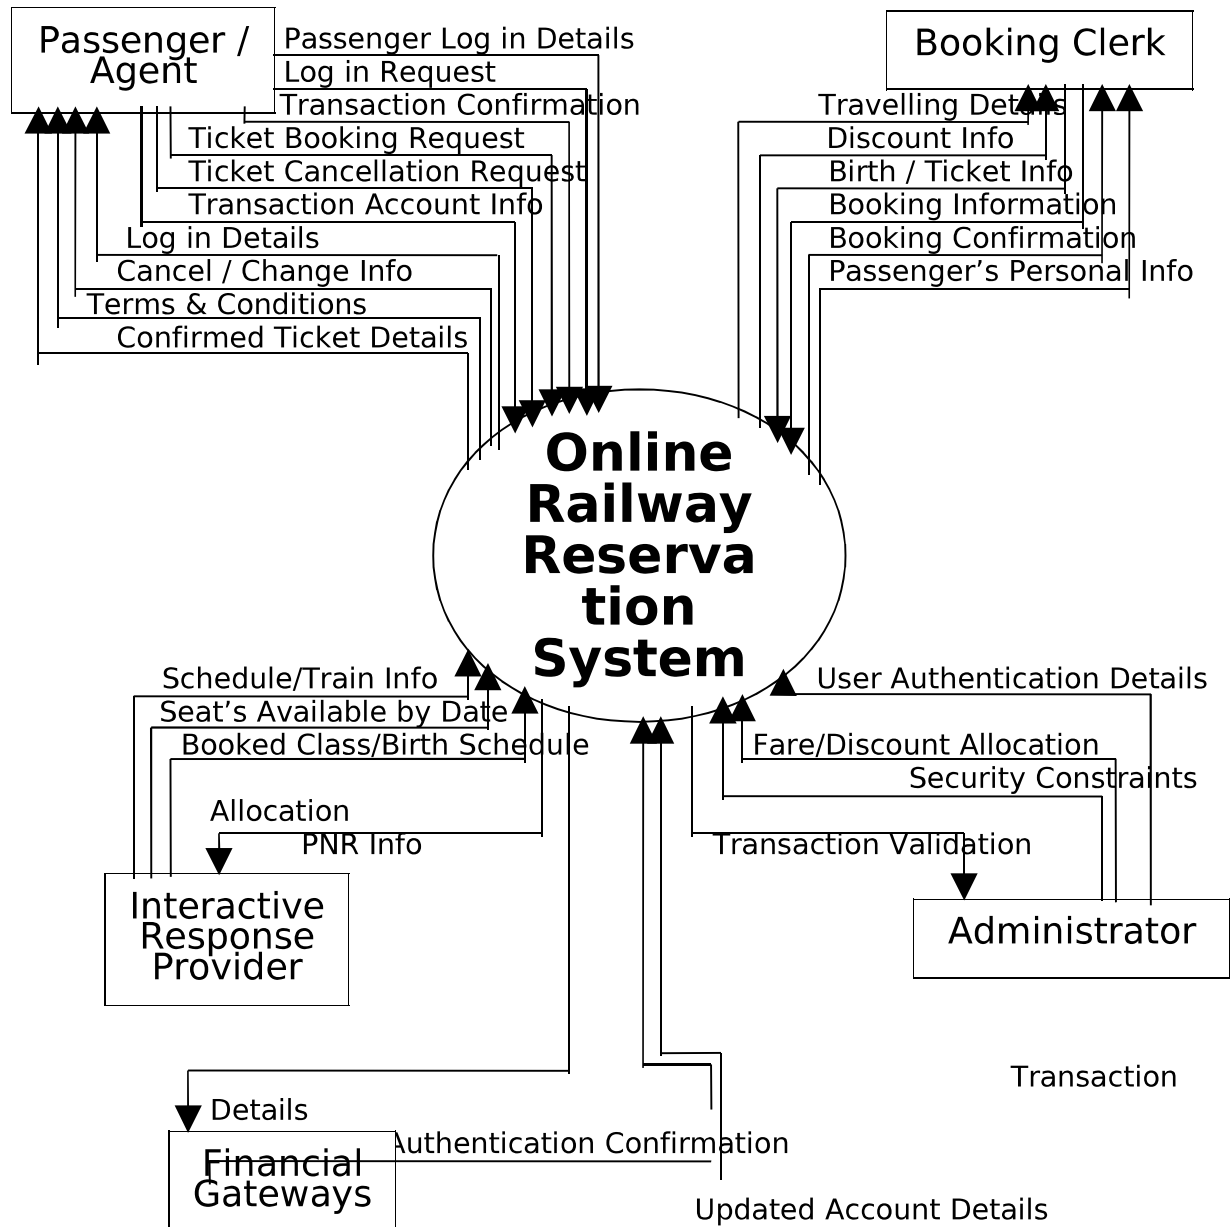 Passenger /
Agent
Passenger Log in Details
Log in Request
Transaction Confirmation
Ticket Booking Request
Ticket Cancellation Request
Transaction Account Info
Log in Details
Cancel / Change Info
Terms & Conditions
Confirmed Ticket Details
Booking Clerk
Travelling Details
Discount Info
Birth / Ticket Info
Booking Information
Booking Confirmation
Passenger’s Personal Info
Online
Railway
Reserva
tion
System
Schedule/Train Info
Seat’s Available by Date
Booked Class/Birth Schedule
Allocation
PNR Info
Interactive
Response
Provider
User Authentication Details
Fare/Discount Allocation
Security Constraints
Transaction Validation
Administrator
Transaction
Details
Authentication Confirmation
Financial
Gateways
Updated Account Details